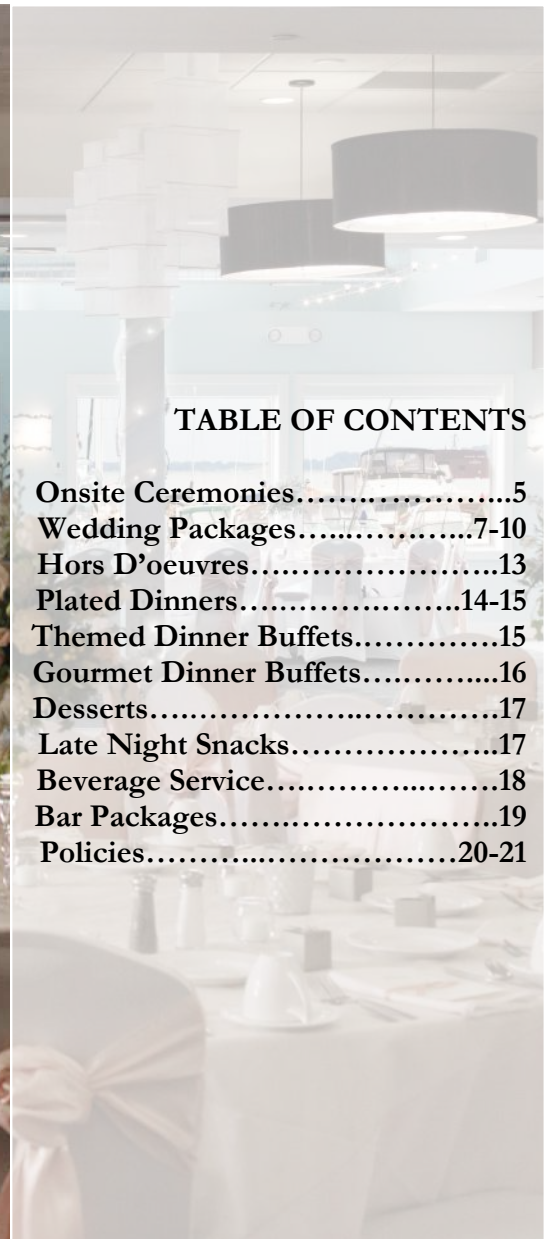 TABLE OF CONTENTS
Onsite Ceremonies…….…………...5
Wedding Packages…...………...7-10
Hors D’oeuvres….………………….13
Plated Dinners….……….……..14-15
Themed Dinner Buffets.………….15
Gourmet Dinner Buffets………....16
Desserts…..……………..………….17
Late Night Snacks………………..17
Beverage Service….………...…….18
Bar Packages…….………………..19
Policies………..………………20-21